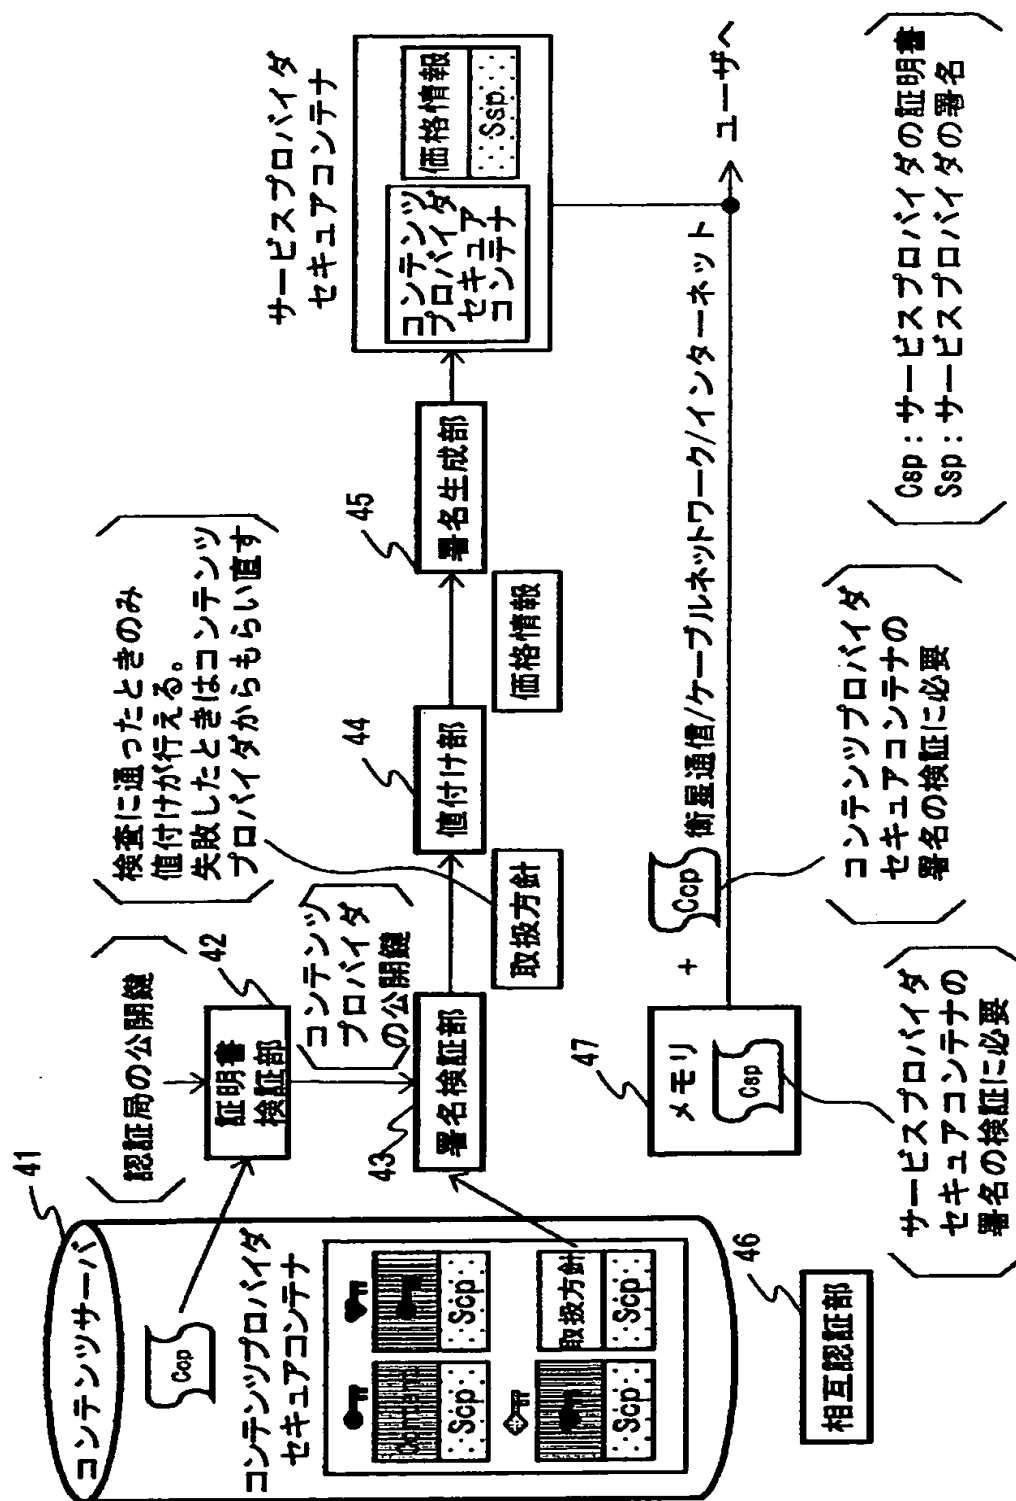 コンテンツサーバ
41
Ccp
コンテンツプロバイダ
セキュアコンテナ
Content
Scp
Scp
Scp
取扱方針
Scp
認証局の公開鍵
証明書
検証部
42
コンテンツ
プロバイダ
の公開鍵
署名検証部
43
検査に通ったときのみ
値付けが行える。
失敗したときはコンテンツ
プロバイダからもらい直す
取扱方針
値付け部
44
価格情報
署名生成部
45
サービスプロバイダ
セキュアコンテナ
コンテンツ
プロバイダ
セキュア
コンテナ
価格情報
Ssp
相互認証部
46
メモリ
47
Csp
サービスプロバイダ
セキュアコンテナの
署名の検証に必要
+
Ccp
コンテンツプロバイダ
セキュアコンテナの
署名の検証に必要
衛星通信/ケーブルネットワーク/インターネット
ユーザへ
Csp:サービスプロバイダの証明書
Ssp:サービスプロバイダの署名